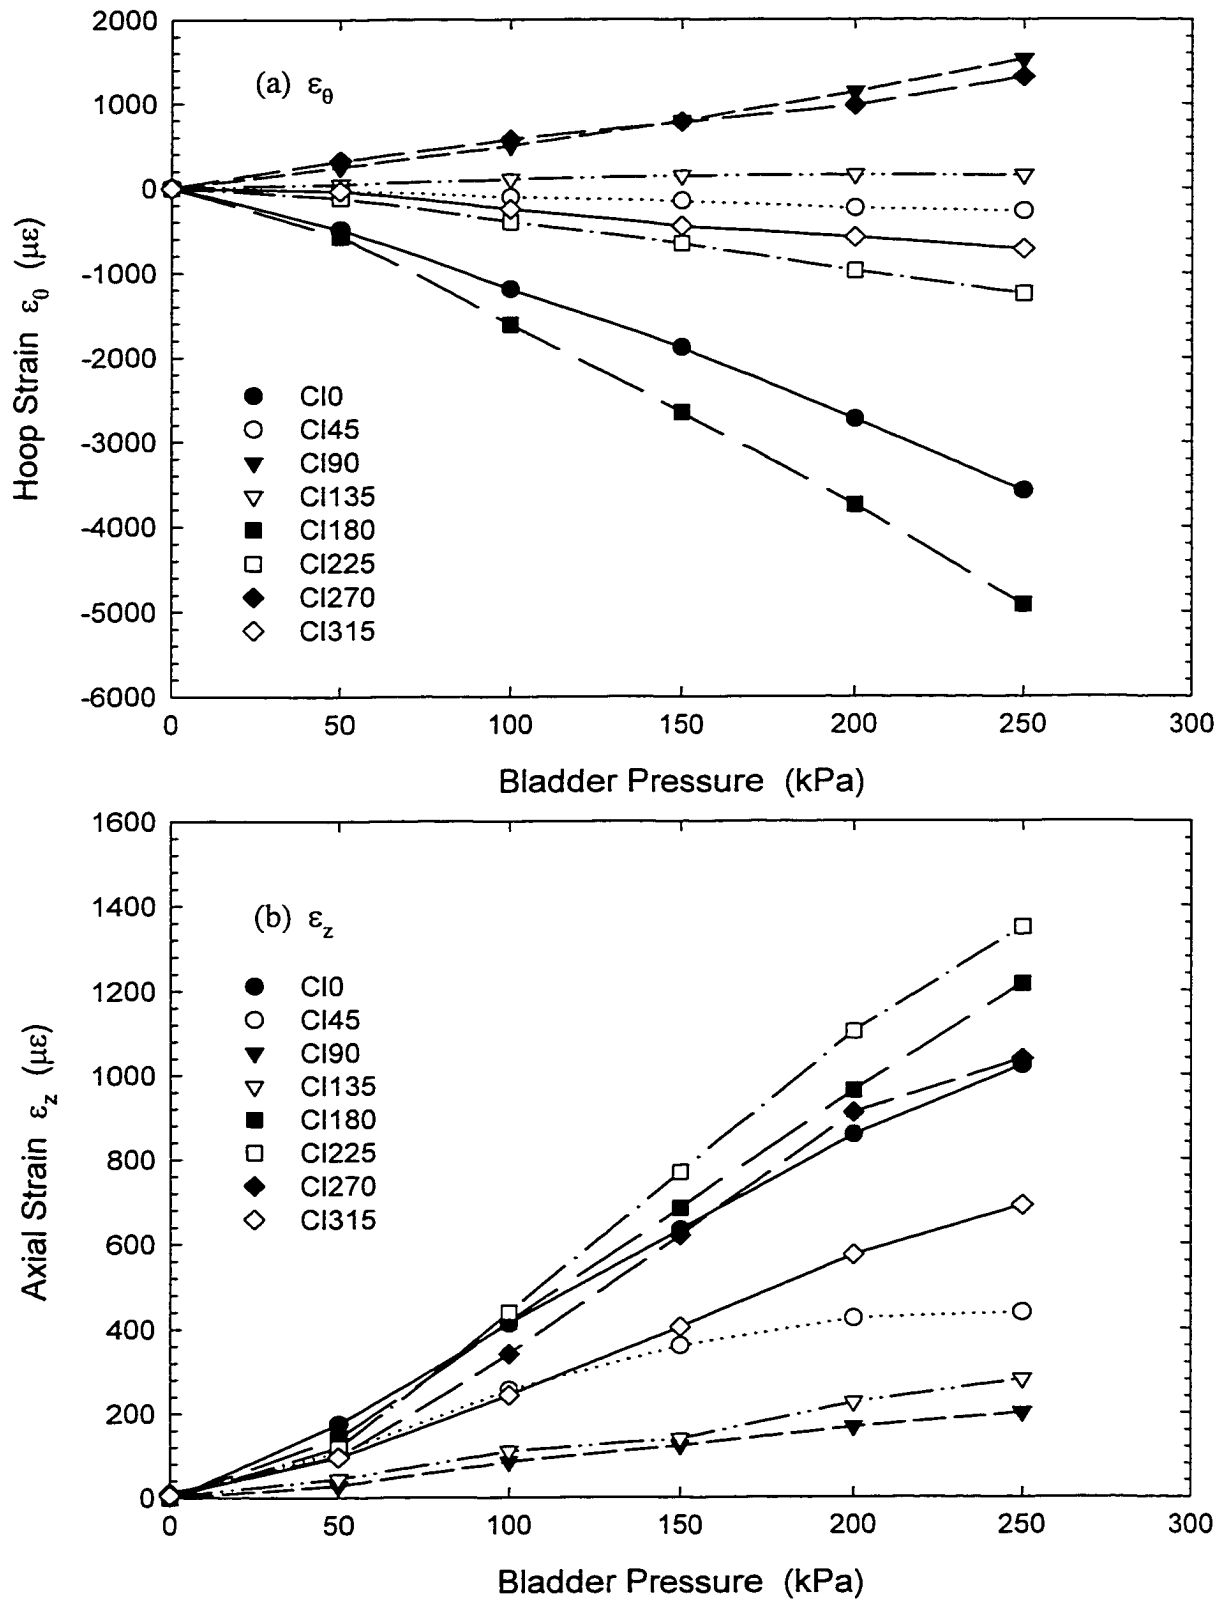 2000
1000
0
-1000
-2000
-3000
-4000
-5000
-6000
Hoop Strain εθ (με)
(a) εθ
CI0
CI45
CI90
CI135
CI180
CI225
CI270
CI315
0 50 100 150 200 250 300
Bladder Pressure (kPa)
1600
1400
1200
1000
800
600
400
200
0
Axial Strain εz (με)
(b) εz
CI0
CI45
CI90
CI135
CI180
CI225
CI270
CI315
0 50 100 150 200 250 300
Bladder Pressure (kPa)